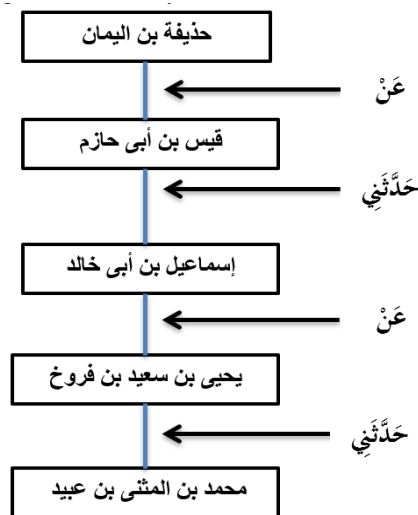 حذيفة بن اليمان
عَنْ
قيس بن أبى حازم
حَدَّثَنِي
إسماعيل بن أبى خالد
عَنْ
يحيى بن سعيد بن فروخ
حَدَّثَنِي
محمد بن المثنى بن عبيد